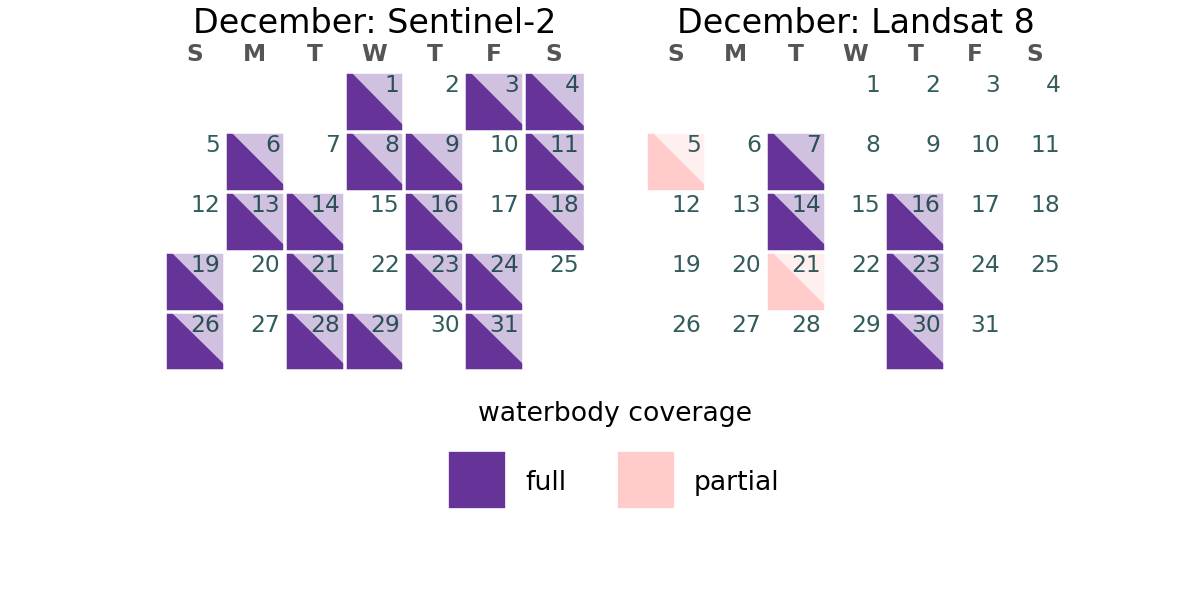 December: Sentinel-2
S M T W T F S
1 2 3 4
5 6 7 8 9 10 11
12 13 14 15 16 17 18
19 20 21 22 23 24 25
26 27 28 29 30 31
December: Landsat 8
S M T W T F S
1 2 3 4
5 6 7 8 9 10 11
12 13 14 15 16 17 18
19 20 21 22 23 24 25
26 27 28 29 30 31
waterbody coverage
full partial